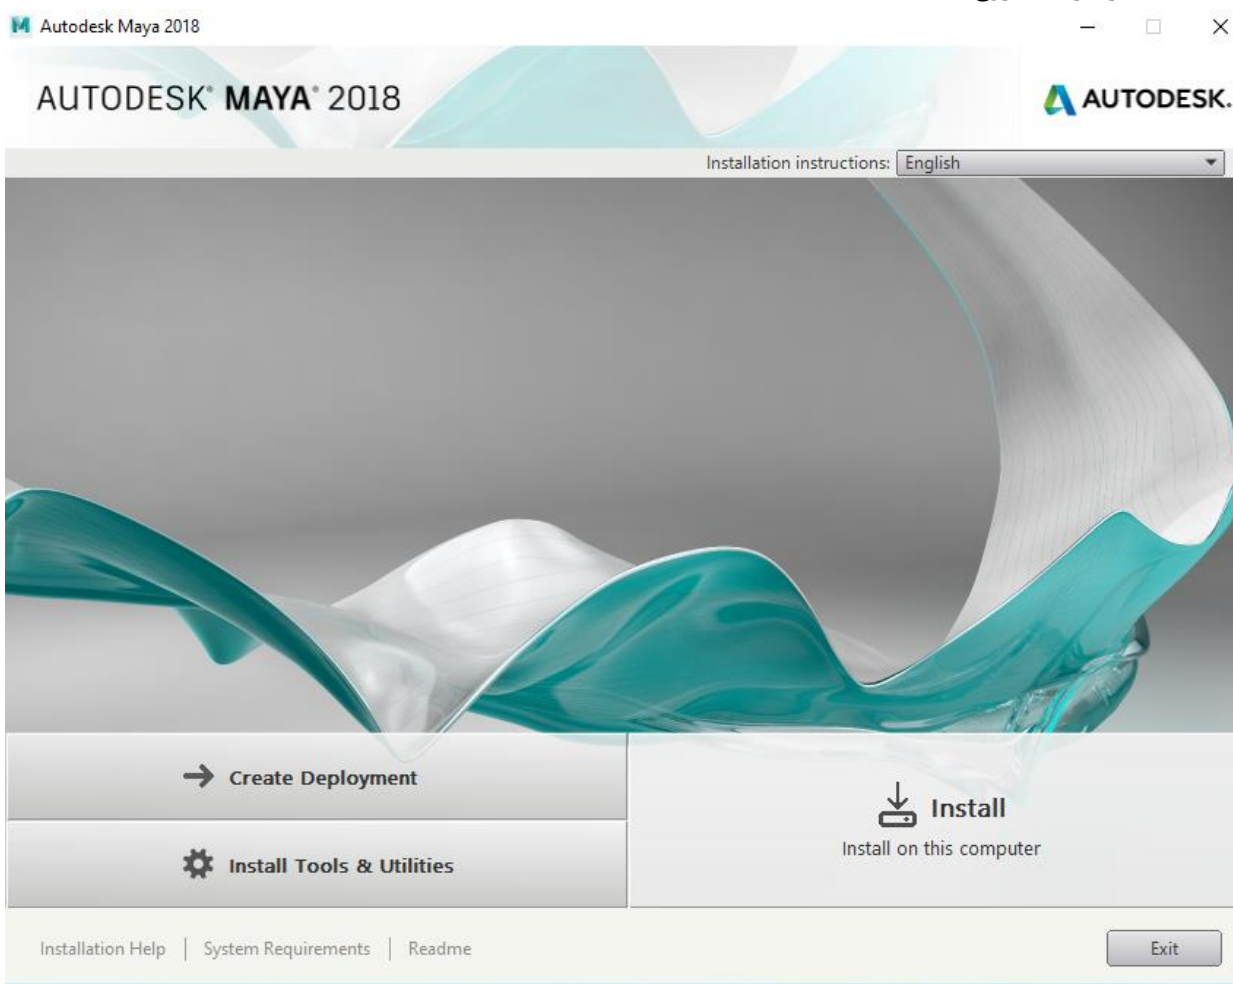 Autodesk Maya 2018
AUTODESK® MAYA® 2018
AUTODESK.
Installation instructions: English
Create Deployment
Install Tools & Utilities
Install
Install on this computer
Installation Help | System Requirements | Readme
Exit